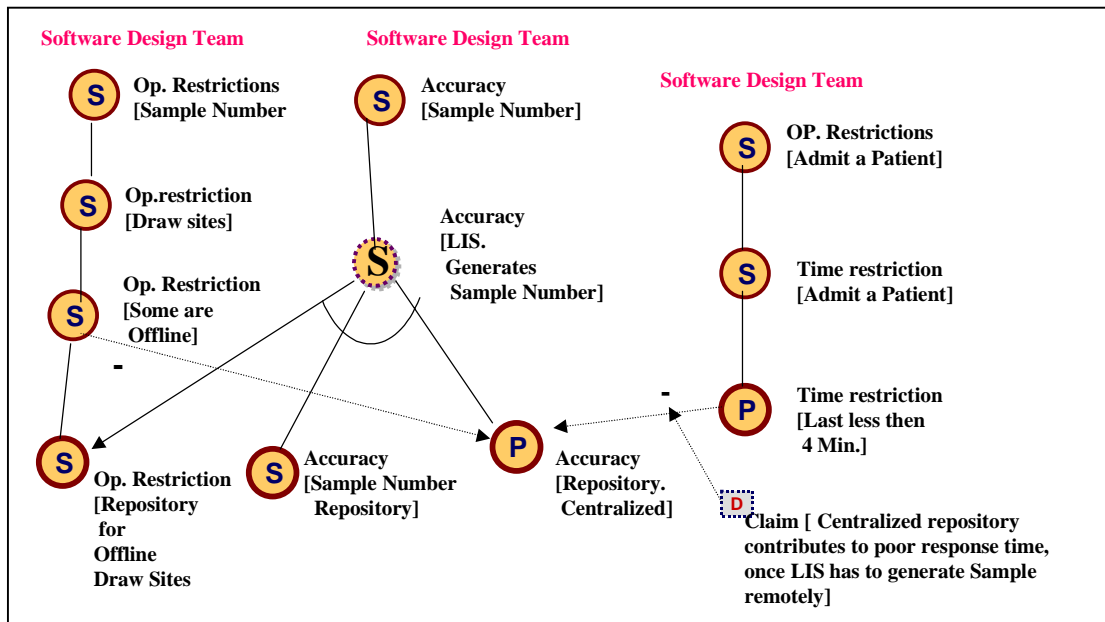 Software Design Team
S
Op. Restrictions
[Sample Number
S
Op.restriction
[Draw sites]
S
Op. Restriction
[Some are
Offline]
-
S
Op. Restriction
[Repository
for
Offline
Draw Sites
Software Design Team
S
Accuracy
[Sample Number]
S
Accuracy
[LIS.
Generates
Sample Number]
S
Accuracy
[Sample Number
Repository]
P
Accuracy
[Repository.
Centralized]
Software Design Team
S
OP. Restrictions
[Admit a Patient]
S
Time restriction
[Admit a Patient]
-
P
Time restriction
[Last less then
4 Min.]
D
Claim [ Centralized repository
contributes to poor response time,
once LIS has to generate Sample
remotely]